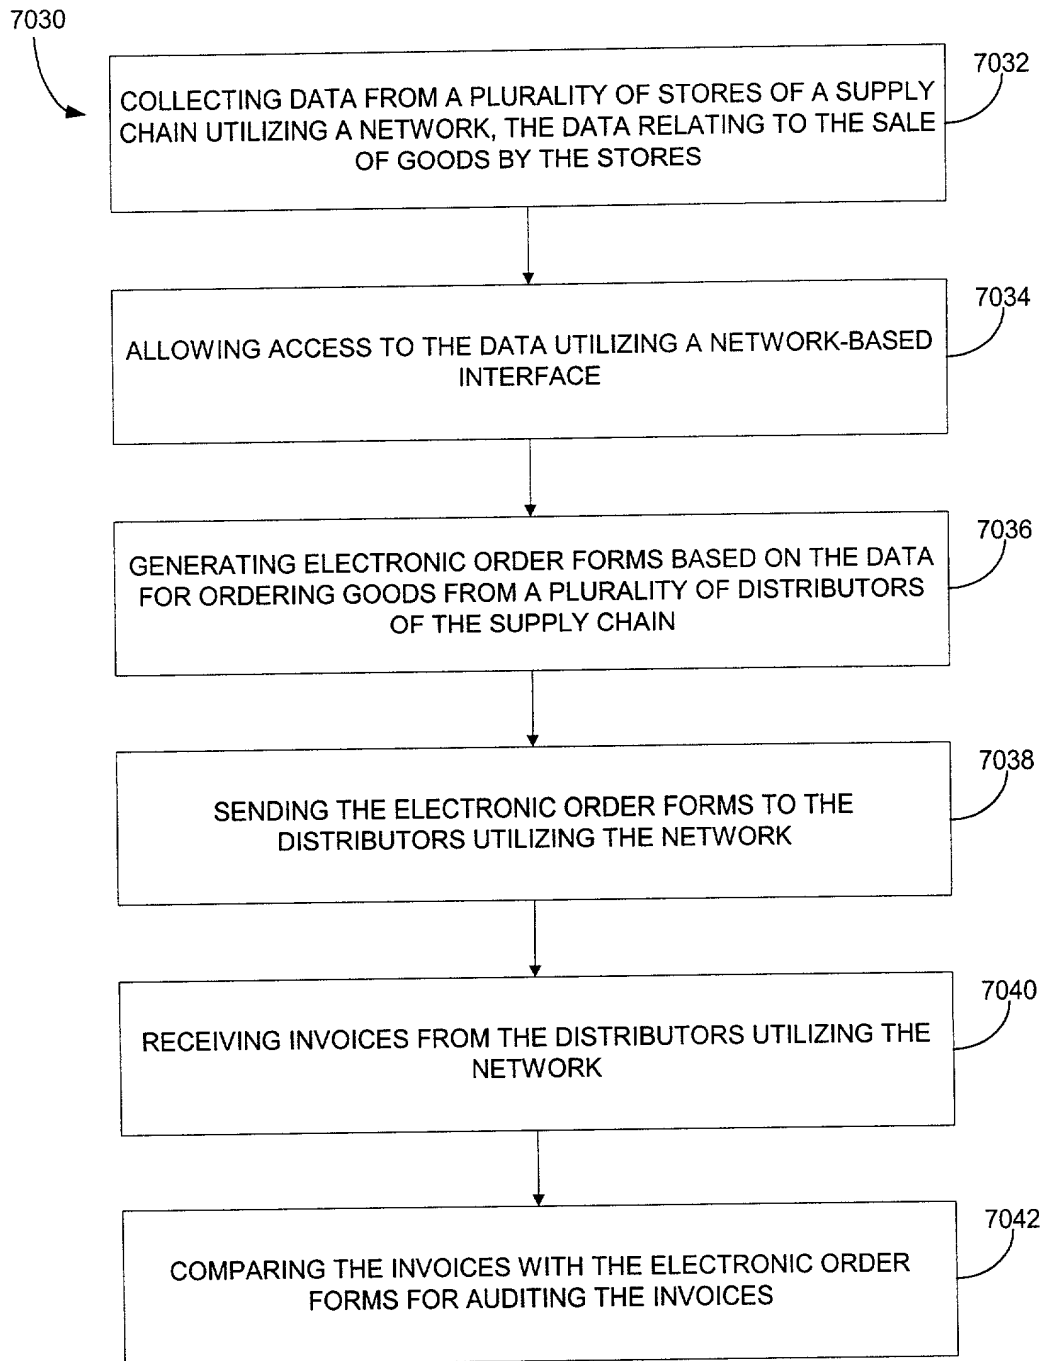 7030
7032
COLLECTING DATA FROM A PLURALITY OF STORES OF A SUPPLY
CHAIN UTILIZING A NETWORK, THE DATA RELATING TO THE SALE
OF GOODS BY THE STORES
7034
ALLOWING ACCESS TO THE DATA UTILIZING A NETWORK-BASED
INTERFACE
7036
GENERATING ELECTRONIC ORDER FORMS BASED ON THE DATA
FOR ORDERING GOODS FROM A PLURALITY OF DISTRIBUTORS
OF THE SUPPLY CHAIN
7038
SENDING THE ELECTRONIC ORDER FORMS TO THE
DISTRIBUTORS UTILIZING THE NETWORK
7040
RECEIVING INVOICES FROM THE DISTRIBUTORS UTILIZING THE
NETWORK
7042
COMPARING THE INVOICES WITH THE ELECTRONIC ORDER
FORMS FOR AUDITING THE INVOICES